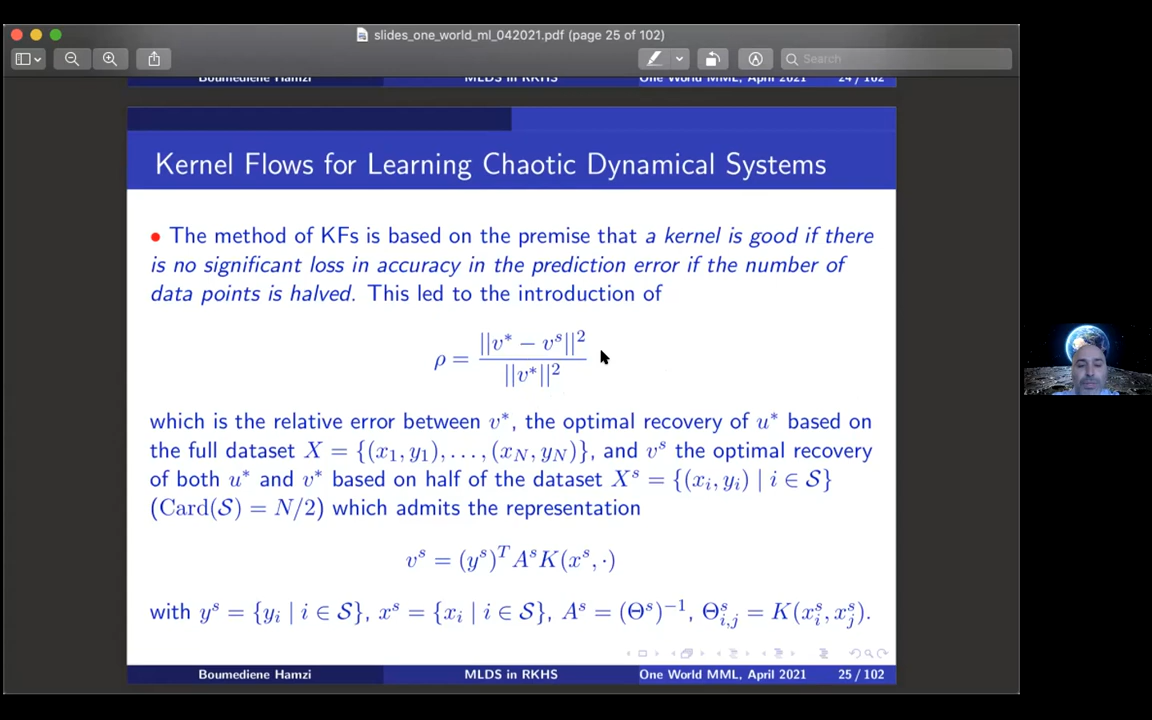 slides_one_world_ml_042021.pdf (page 25 of 102)
Search
Boumediene Hamzi MLDS in RKHS One World MML, April 2021 24 / 102
Kernel Flows for Learning Chaotic Dynamical Systems
• The method of KFs is based on the premise that a kernel is good if there
is no significant loss in accuracy in the prediction error if the number of
data points is halved. This led to the introduction of
ρ = ||v* − v^s||² / ||v*||²
which is the relative error between v*, the optimal recovery of u* based on
the full dataset X = {(x₁, y₁), . . . , (x_N, y_N)}, and v^s the optimal recovery
of both u* and v* based on half of the dataset X^s = {(x_i, y_i) | i ∈ S}
(Card(S) = N/2) which admits the representation
v^s = (y^s)^T A^s K(x^s, ·)
with y^s = {y_i | i ∈ S}, x^s = {x_i | i ∈ S}, A^s = (Θ^s)^−1, Θ^s_{i,j} = K(x^s_i, x^s_j).
Boumediene Hamzi MLDS in RKHS One World MML, April 2021 25 / 102